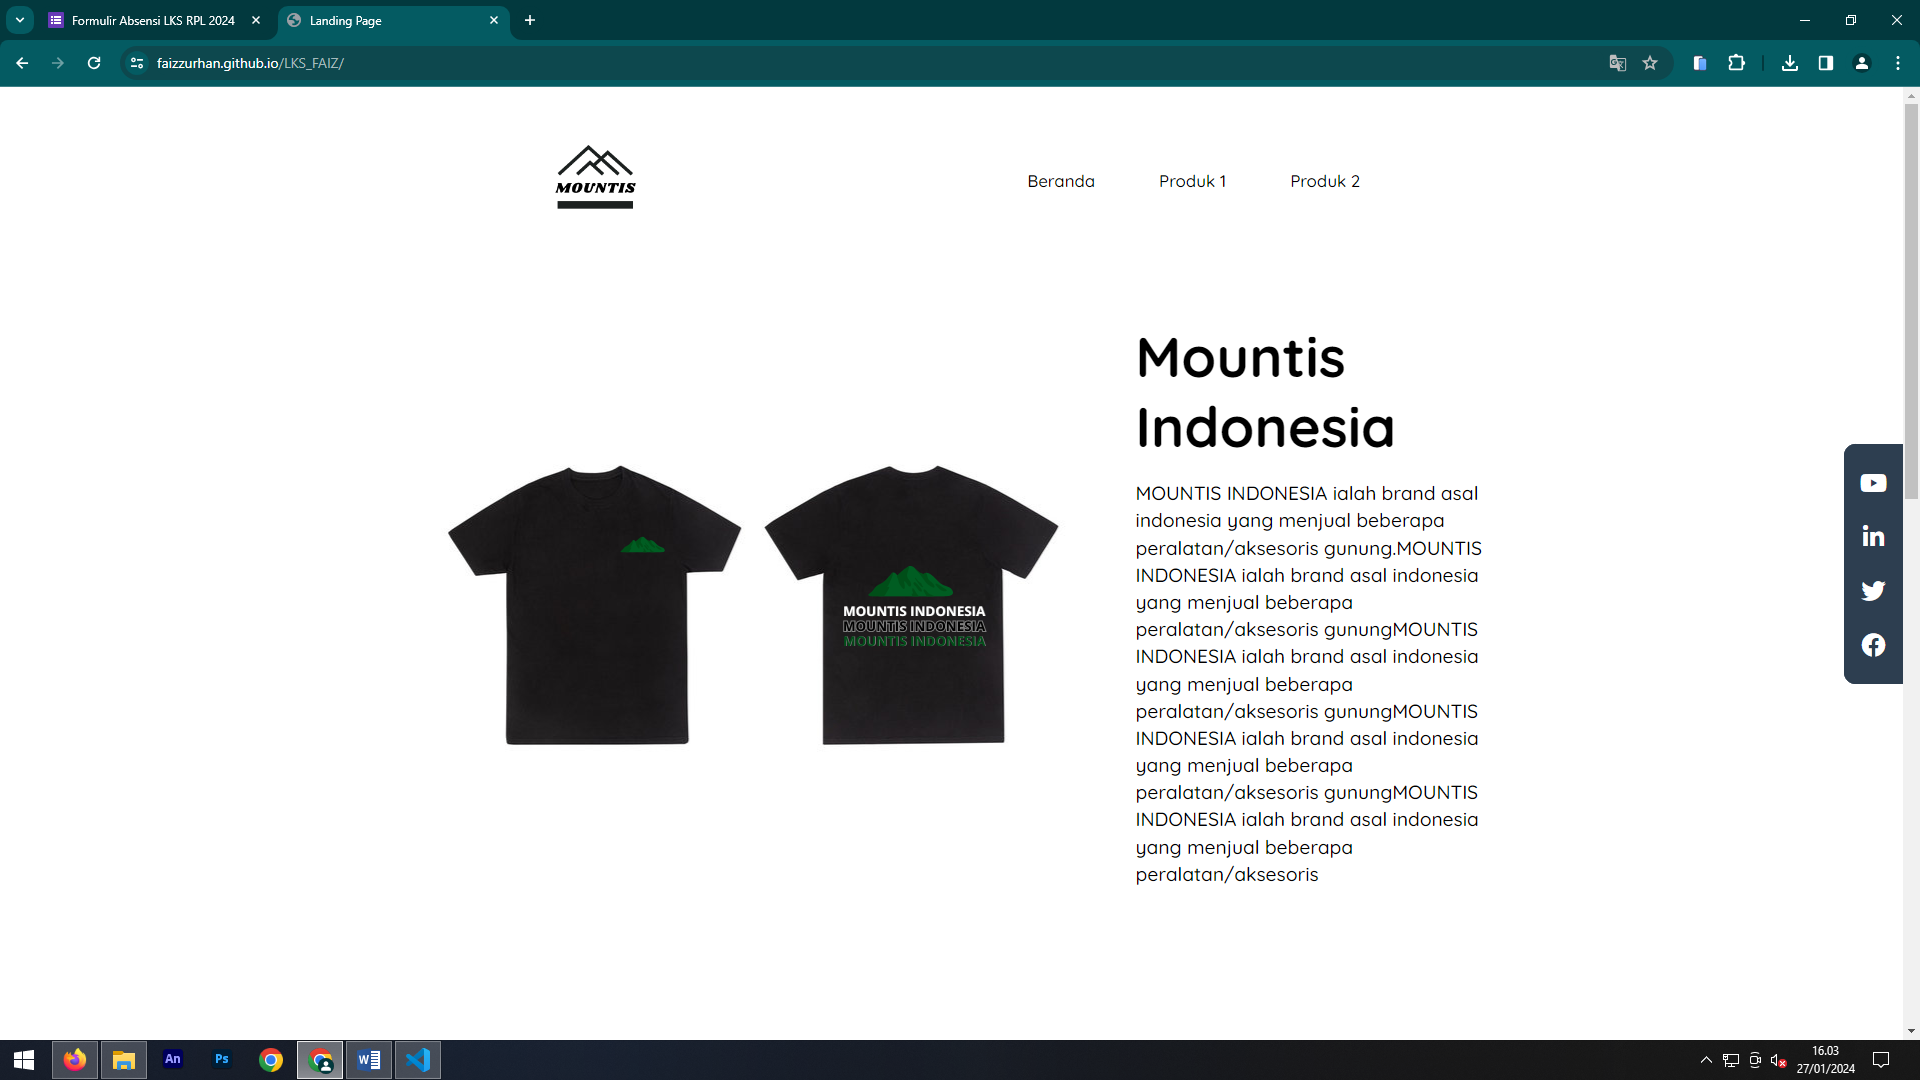 Formulir Absensi LKS RPL 2024
Landing Page
faizzurhan.github.io/LKS_FAIZ/
MOUNTIS
Beranda
Produk 1
Produk 2
Mountis
Indonesia
MOUNTIS INDONESIA ialah brand asal
indonesia yang menjual beberapa
peralatan/aksesoris gunung.MOUNTIS
INDONESIA ialah brand asal indonesia
yang menjual beberapa
peralatan/aksesoris gunungMOUNTIS
INDONESIA ialah brand asal indonesia
yang menjual beberapa
peralatan/aksesoris gunungMOUNTIS
INDONESIA ialah brand asal indonesia
yang menjual beberapa
peralatan/aksesoris gunungMOUNTIS
INDONESIA ialah brand asal indonesia
yang menjual beberapa
peralatan/aksesoris
MOUNTIS INDONESIA
MOUNTIS INDONESIA
MOUNTIS INDONESIA
in
An
Ps
W
16.03
27/01/2024